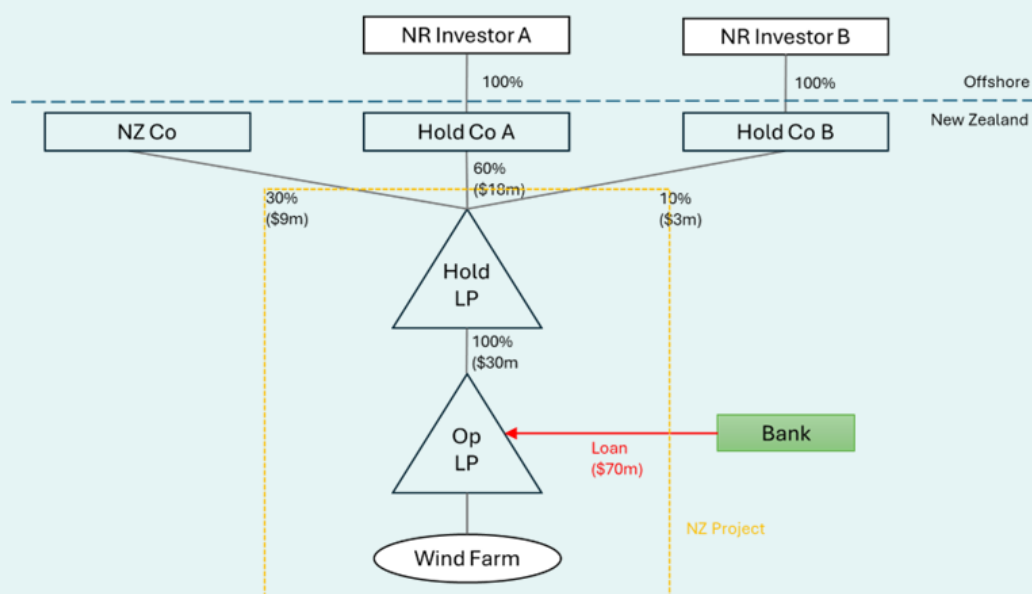 NR Investor A
NR Investor B
100%
100%
Offshore
NZ Co
Hold Co A
Hold Co B
New Zealand
60%
($18m)
30%
($9m)
10%
($3m)
Hold
LP
100%
($30m
Op
LP
Bank
Loan
($70m)
NZ Project
Wind Farm